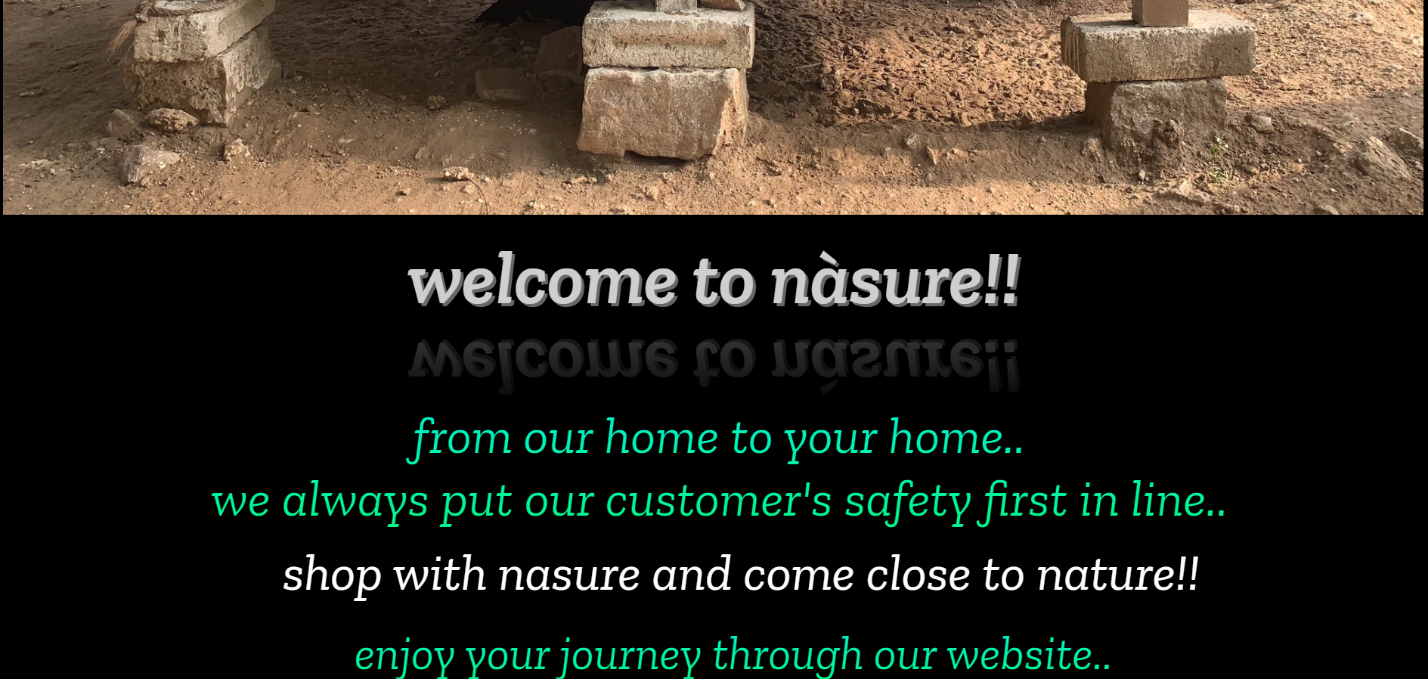 welcome to nàsure!!
from our home to your home..
we always put our customer's safety first in line..
shop with nasure and come close to nature!!
enjoy your journey through our website..